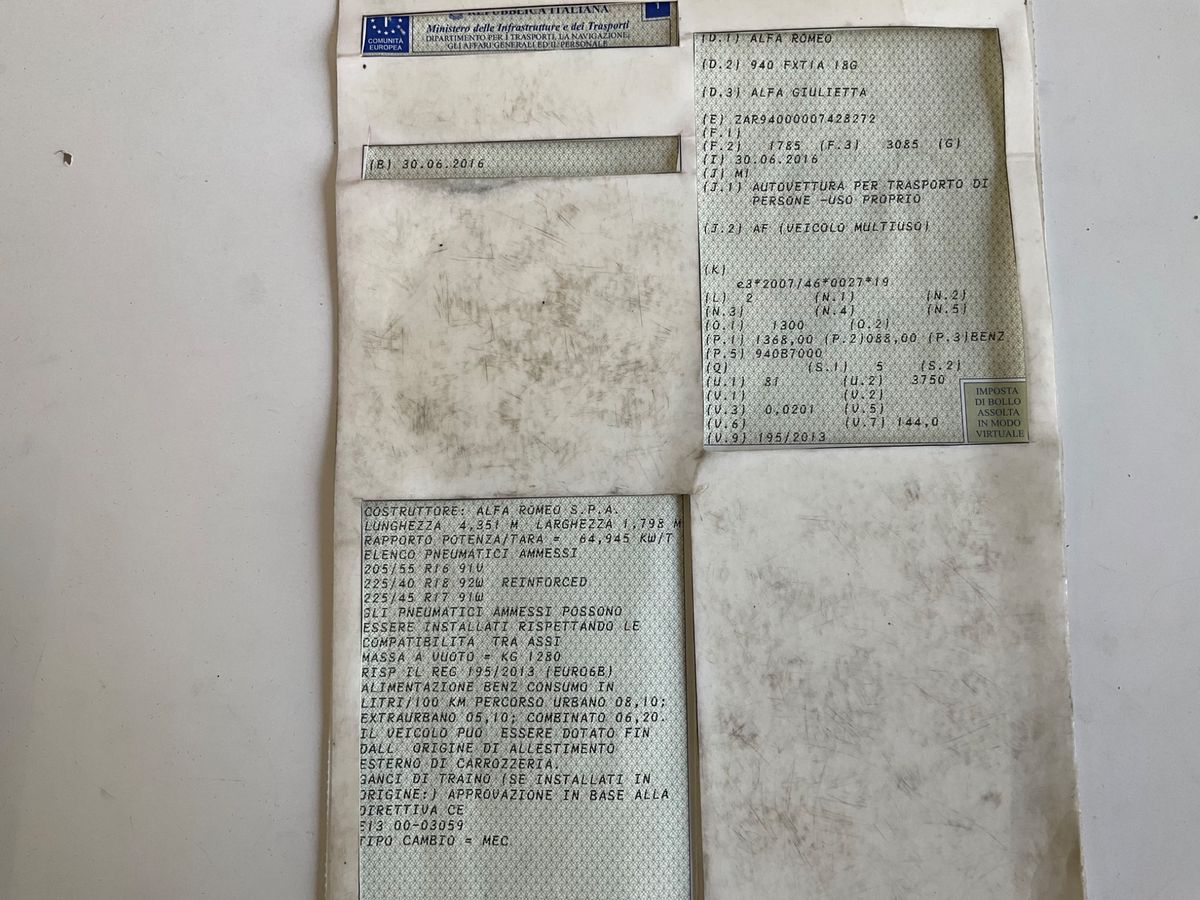 REPUBBLICA ITALIANA
COMUNITÀ
EUROPEA
Ministero delle Infrastrutture e dei Trasporti
DIPARTIMENTO PER I TRASPORTI, LA NAVIGAZIONE,
GLI AFFARI GENERALI ED IL PERSONALE
I
(B) 30.06.2016
(D.1) ALFA ROMEO
(D.2) 940 FXT1A 18G
(D.3) ALFA GIULIETTA
(E) ZAR94000007428272
(F.1)
(F.2) 1785 (F.3) 3085 (G)
(I) 30.06.2016
(J) M1
(J.1) AUTOVETTURA PER TRASPORTO DI
PERSONE -USO PROPRIO
(J.2) AF (VEICOLO MULTIUSO)
(K)
e3*2007/46*0027*19
(L) 2 (N.1) (N.2)
(N.3) (N.4) (N.5)
(O.1) 1300 (O.2)
(P.1) 1368,00 (P.2)088,00 (P.3)BENZ
(P.5) 940B7000
(Q) (S.1) 5 (S.2)
(U.1) 81 (U.2) 3750
(V.1) (V.2)
(V.3) 0,0201 (V.5)
(V.6) (V.7) 144,0
(V.9) 195/2013
IMPOSTA
DI BOLLO
ASSOLTA
IN MODO
VIRTUALE
COSTRUTTORE: ALFA ROMEO S.P.A.
LUNGHEZZA 4,351 M LARGHEZZA 1,798 M
RAPPORTO POTENZA/TARA = 64,945 KW/T
ELENCO PNEUMATICI AMMESSI
205/55 R16 91V
225/40 R18 92W REINFORCED
225/45 R17 91W
GLI PNEUMATICI AMMESSI POSSONO
ESSERE INSTALLATI RISPETTANDO LE
COMPATIBILITA TRA ASSI
MASSA A VUOTO = KG 1280
RISP IL REG 195/2013 (EURO6B)
ALIMENTAZIONE BENZ CONSUMO IN
LITRI/100 KM PERCORSO URBANO 08,10;
EXTRAURBANO 05,10; COMBINATO 06,20.
IL VEICOLO PUO ESSERE DOTATO FIN
DALL ORIGINE DI ALLESTIMENTO
ESTERNO DI CARROZZERIA.
GANCI DI TRAINO (SE INSTALLATI IN
ORIGINE:) APPROVAZIONE IN BASE ALLA
DIRETTIVA CE
E13 00-03059
TIPO CAMBIO = MEC